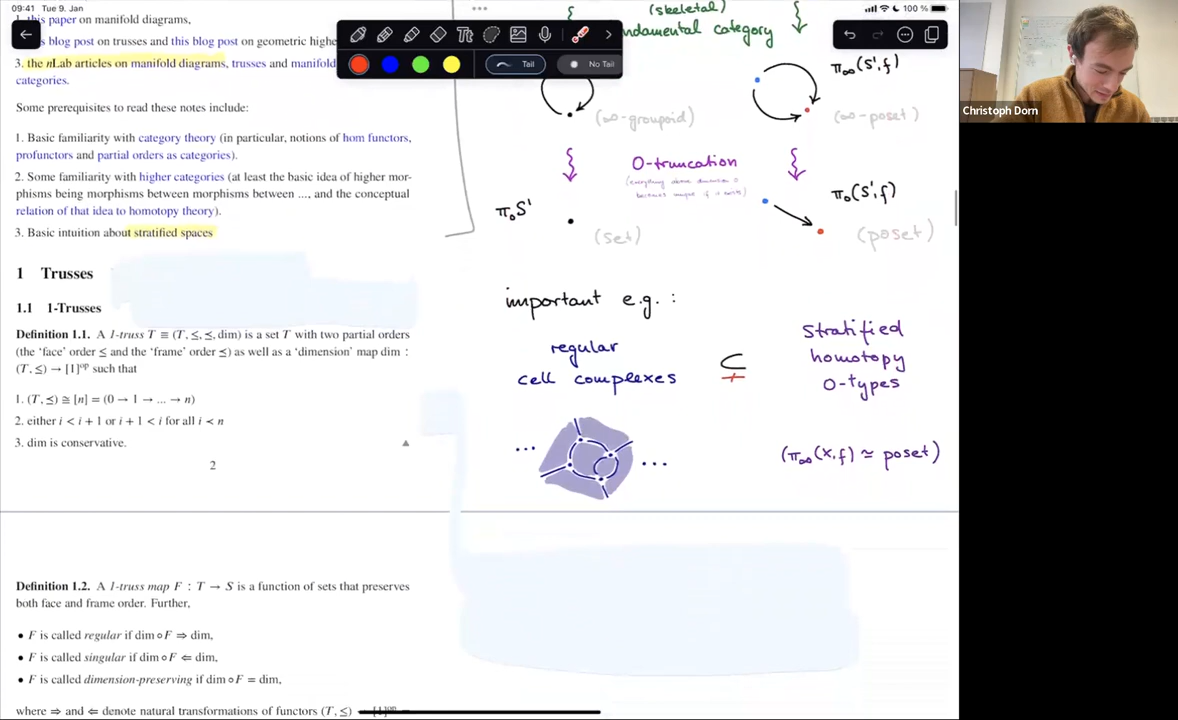 09:41 Tue 9. Jan
100 %
1. this paper on manifold diagrams,
s blog post on trusses and this blog post on geometric highe
3. the nLab articles on manifold diagrams, trusses and manifold
categories.
Some prerequisites to read these notes include:
1. Basic familiarity with category theory (in particular, notions of hom functors,
profunctors and partial orders as categories).
2. Some familiarity with higher categories (at least the basic idea of higher mor-
phisms being morphisms between morphisms between ..., and the conceptual
relation of that idea to homotopy theory).
3. Basic intuition about stratified spaces
1 Trusses
1.1 1-Trusses
Definition 1.1. A 1-truss T ≡ (T, ≤, ⪯, dim) is a set T with two partial orders
(the 'face' order ≤ and the 'frame' order ⪯) as well as a 'dimension' map dim :
(T, ≤) → [1]ᵒᵖ such that
1. (T, ⪯) ≅ [n] = (0 → 1 → ... → n)
2. either i < i + 1 or i + 1 < i for all i < n
3. dim is conservative.
▲
2
Definition 1.2. A 1-truss map F : T → S is a function of sets that preserves
both face and frame order. Further,
• F is called regular if dim ∘ F ⇒ dim,
• F is called singular if dim ∘ F ⇐ dim,
• F is called dimension-preserving if dim ∘ F = dim,
where ⇒ and ⇐ denote natural transformations of functors (T, ≤) → [1]ᵒᵖ
Tt
Tail
No Tail
(skeletal)
ndamental category
(∞-groupoid)
π∞(S¹,f)
(∞-poset)
0-truncation
π₀S¹
(set)
π₀(S¹,f)
(poset)
important e.g. :
regular
cell complexes
⊊
stratified
homotopy
0-types
... ...
(π∞(X,f) ≃ poset)
Christoph Dorn